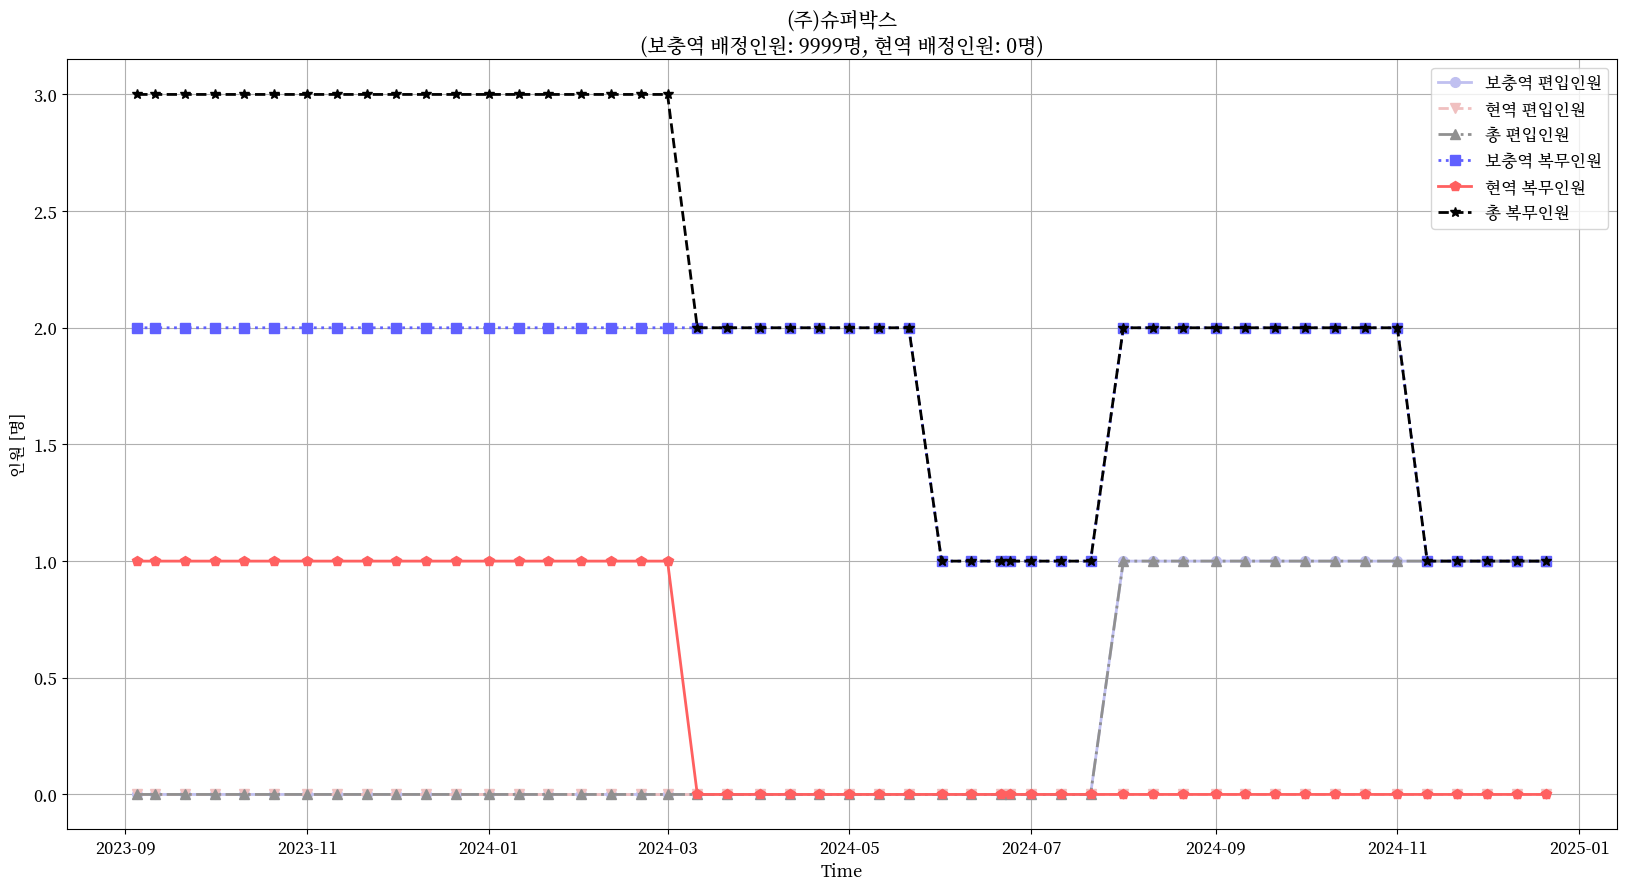 (주)슈퍼박스
(보충역 배정인원: 9999명, 현역 배정인원: 0명)
보충역 편입인원
현역 편입인원
총 편입인원
보충역 복무인원
현역 복무인원
총 복무인원
인원 [명]
3.0
2.5
2.0
1.5
1.0
0.5
0.0
2023-09 2023-11 2024-01 2024-03 2024-05 2024-07 2024-09 2024-11 2025-01
Time